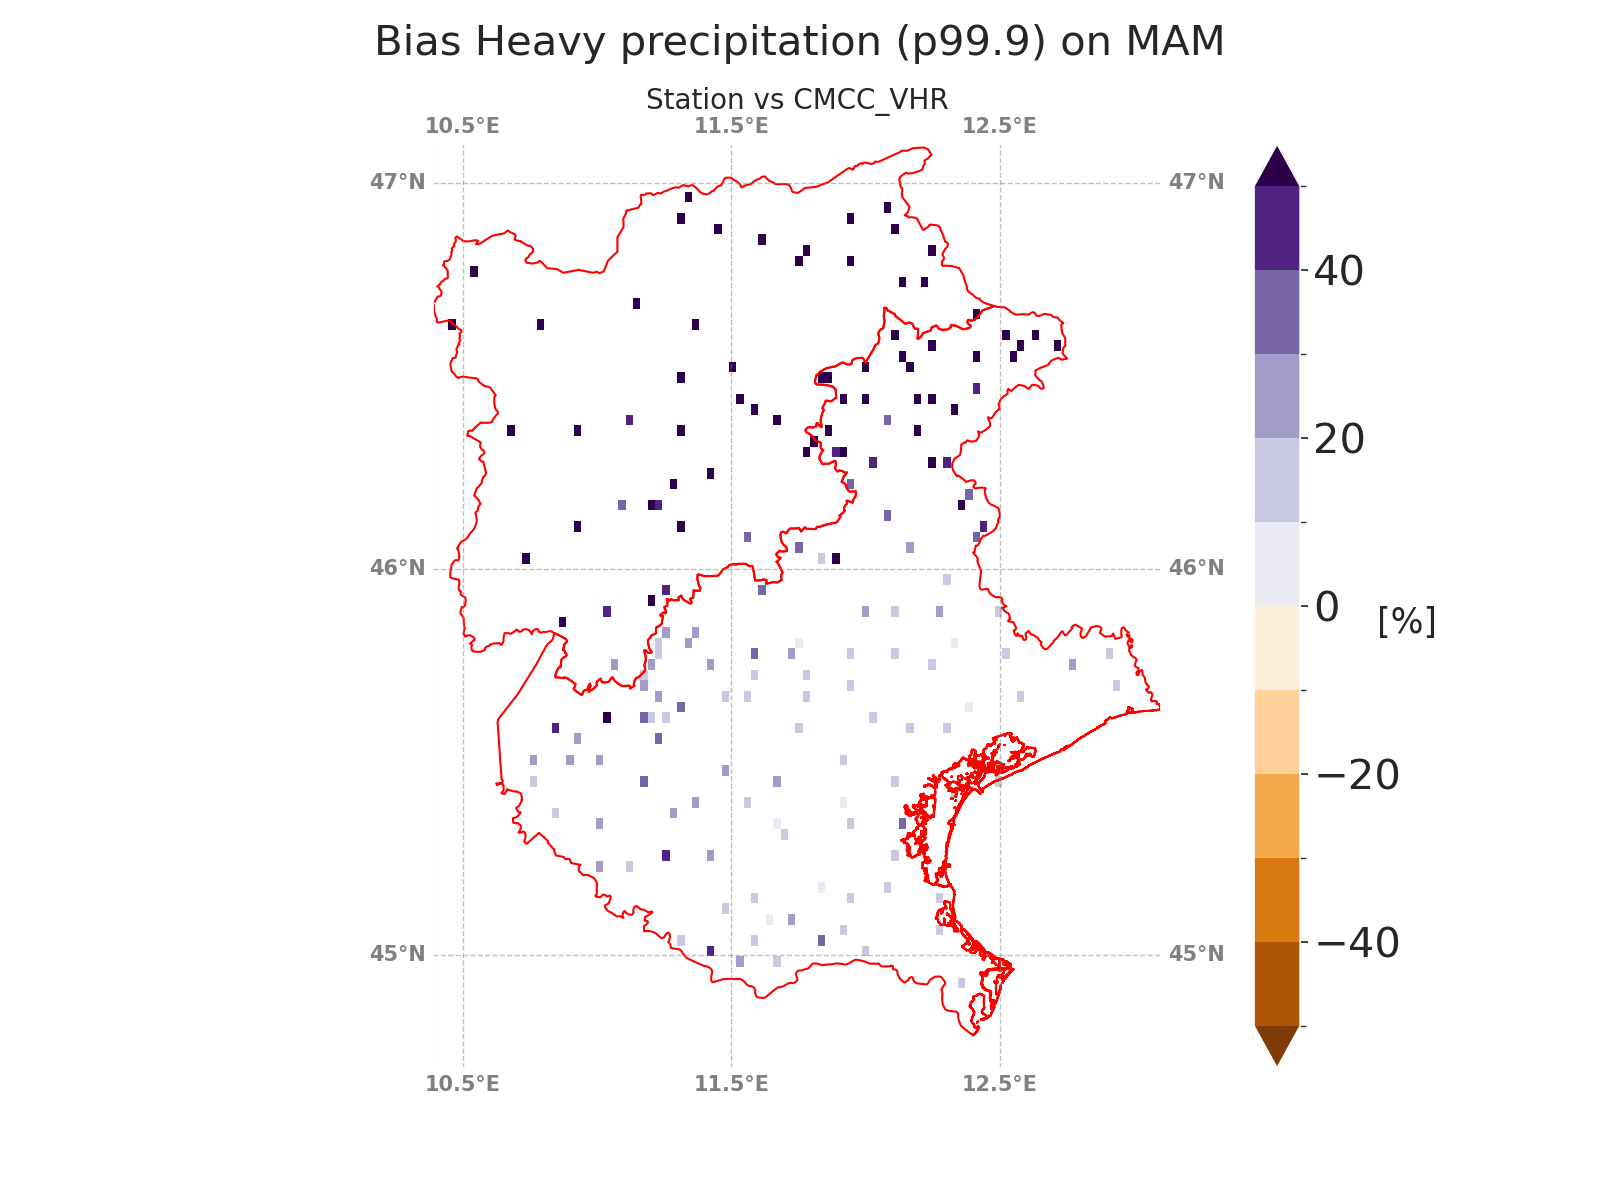 Bias Heavy precipitation (p99.9) on MAM
Station vs CMCC_VHR
10.5°E 11.5°E 12.5°E
47°N 47°N
40
20
46°N 46°N
0
[%]
−20
45°N 45°N
−40
10.5°E 11.5°E 12.5°E